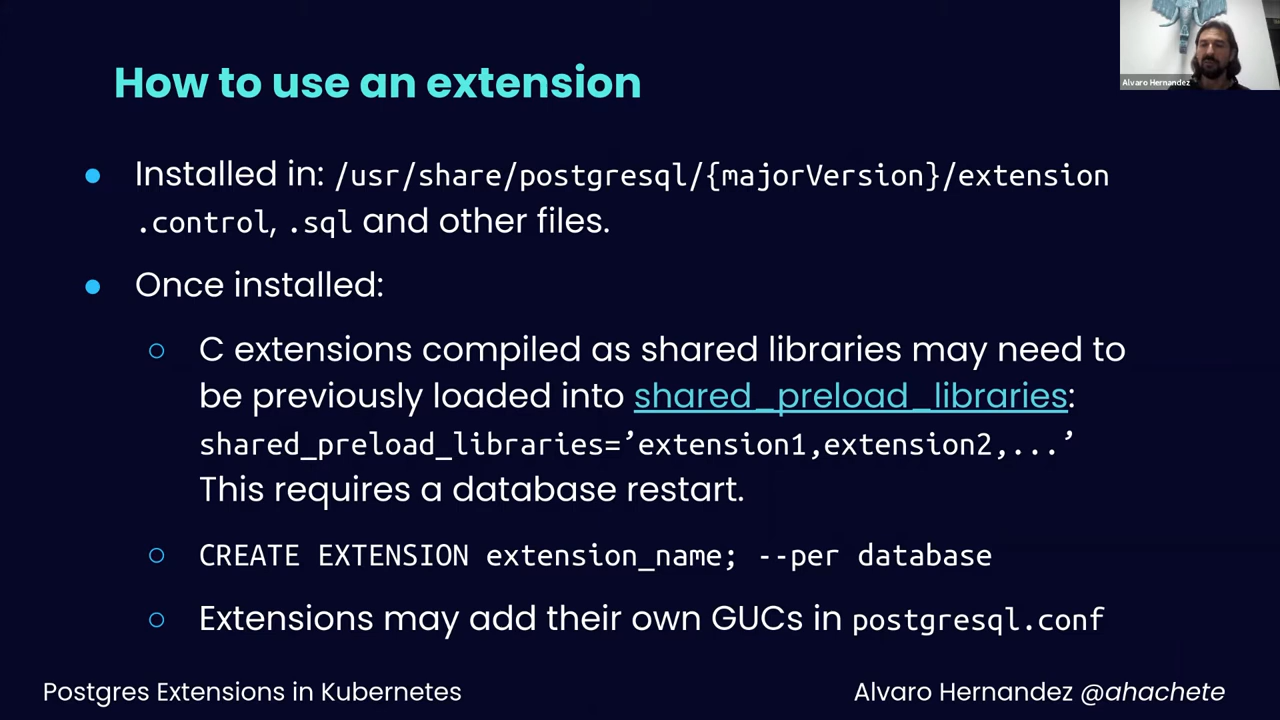 How to use an extension
Alvaro Hernandez
● Installed in: /usr/share/postgresql/{majorVersion}/extension
.control, .sql and other files.
● Once installed:
○ C extensions compiled as shared libraries may need to
be previously loaded into shared_preload_libraries:
shared_preload_libraries=’extension1,extension2,...’
This requires a database restart.
○ CREATE EXTENSION extension_name; --per database
○ Extensions may add their own GUCs in postgresql.conf
Postgres Extensions in Kubernetes
Alvaro Hernandez @ahachete